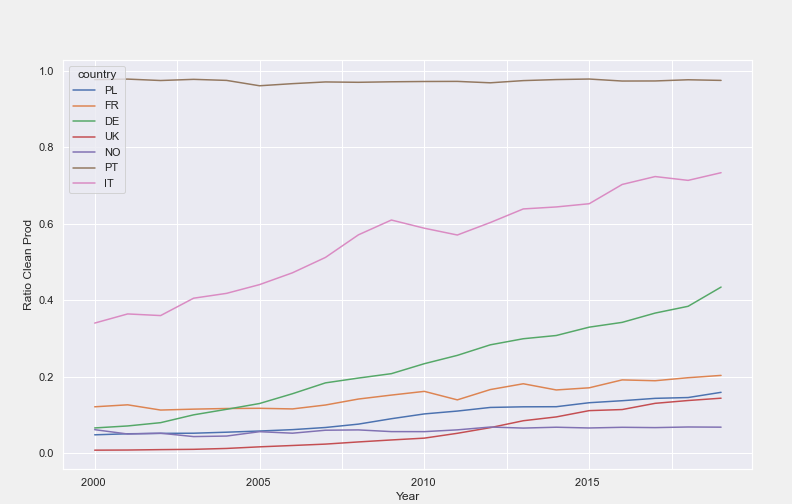 country
PL
FR
DE
UK
NO
PT
IT
1.0
0.8
0.6
0.4
0.2
0.0
Ratio Clean Prod
2000
2005
2010
2015
Year